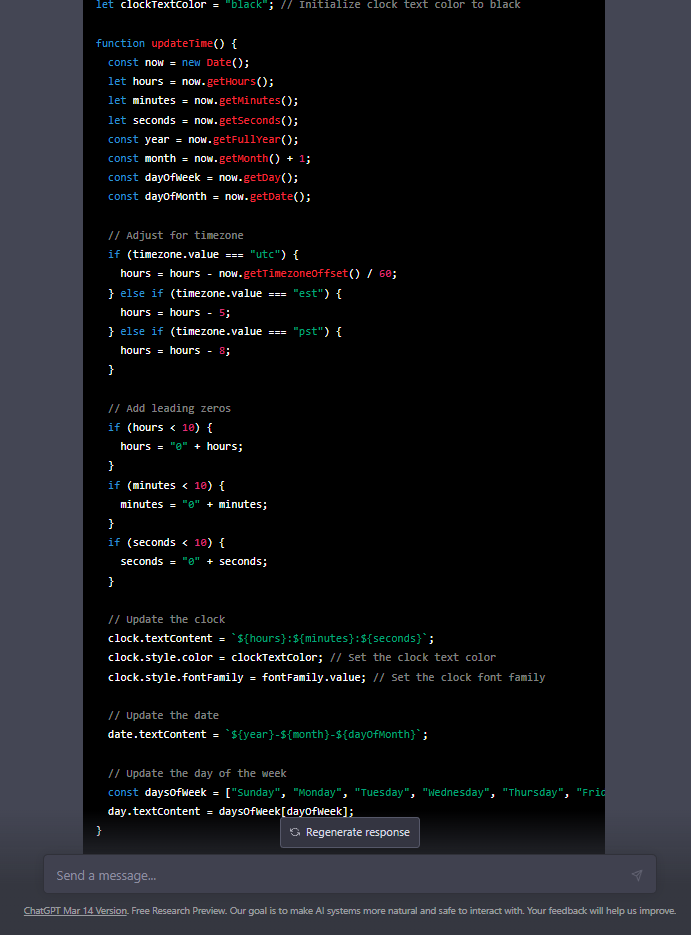 let clockTextColor = "black"; // Initialize clock text color to black

function updateTime() {
  const now = new Date();
  let hours = now.getHours();
  let minutes = now.getMinutes();
  let seconds = now.getSeconds();
  const year = now.getFullYear();
  const month = now.getMonth() + 1;
  const dayOfWeek = now.getDay();
  const dayOfMonth = now.getDate();

  // Adjust for timezone
  if (timezone.value === "utc") {
    hours = hours - now.getTimezoneOffset() / 60;
  } else if (timezone.value === "est") {
    hours = hours - 5;
  } else if (timezone.value === "pst") {
    hours = hours - 8;
  }

  // Add leading zeros
  if (hours < 10) {
    hours = "0" + hours;
  }
  if (minutes < 10) {
    minutes = "0" + minutes;
  }
  if (seconds < 10) {
    seconds = "0" + seconds;
  }

  // Update the clock
  clock.textContent = `${hours}:${minutes}:${seconds}`;
  clock.style.color = clockTextColor; // Set the clock text color
  clock.style.fontFamily = fontFamily.value; // Set the clock font family

  // Update the date
  date.textContent = `${year}-${month}-${dayOfMonth}`;

  // Update the day of the week
  const daysOfWeek = ["Sunday", "Monday", "Tuesday", "Wednesday", "Thursday", "Fric
  day.textContent = daysOfWeek[dayOfWeek];
}
Regenerate response
Send a message...
ChatGPT Mar 14 Version. Free Research Preview. Our goal is to make AI systems more natural and safe to interact with. Your feedback will help us improve.